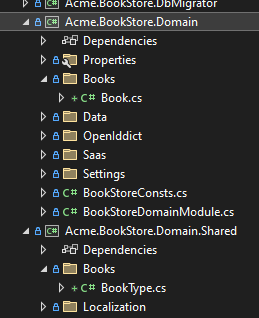 Acme.BookStore.DbMigrator
Acme.BookStore.Domain
Dependencies
Properties
Books
+ C# Book.cs
Data
OpenIddict
Saas
Settings
+ C# BookStoreConsts.cs
C# BookStoreDomainModule.cs
C# Acme.BookStore.Domain.Shared
Dependencies
Books
+ C# BookType.cs
Localization